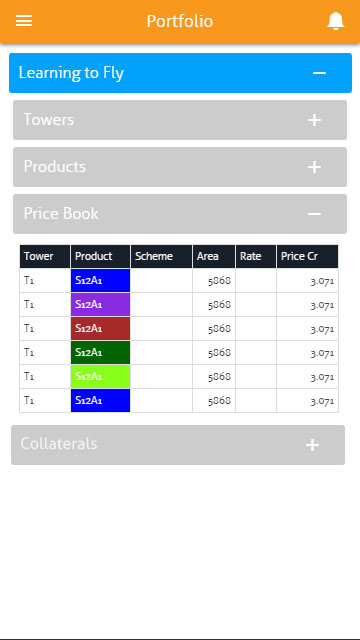 Portfolio
Learning to Fly
Towers
Products
Price Book
Tower Product Scheme Area Rate Price Cr
T1 S12A1 5868 3.071
T1 S12A1 5868 3.071
T1 S12A1 5868 3.071
T1 S12A1 5868 3.071
T1 S12A1 5868 3.071
T1 S12A1 5868 3.071
Collaterals